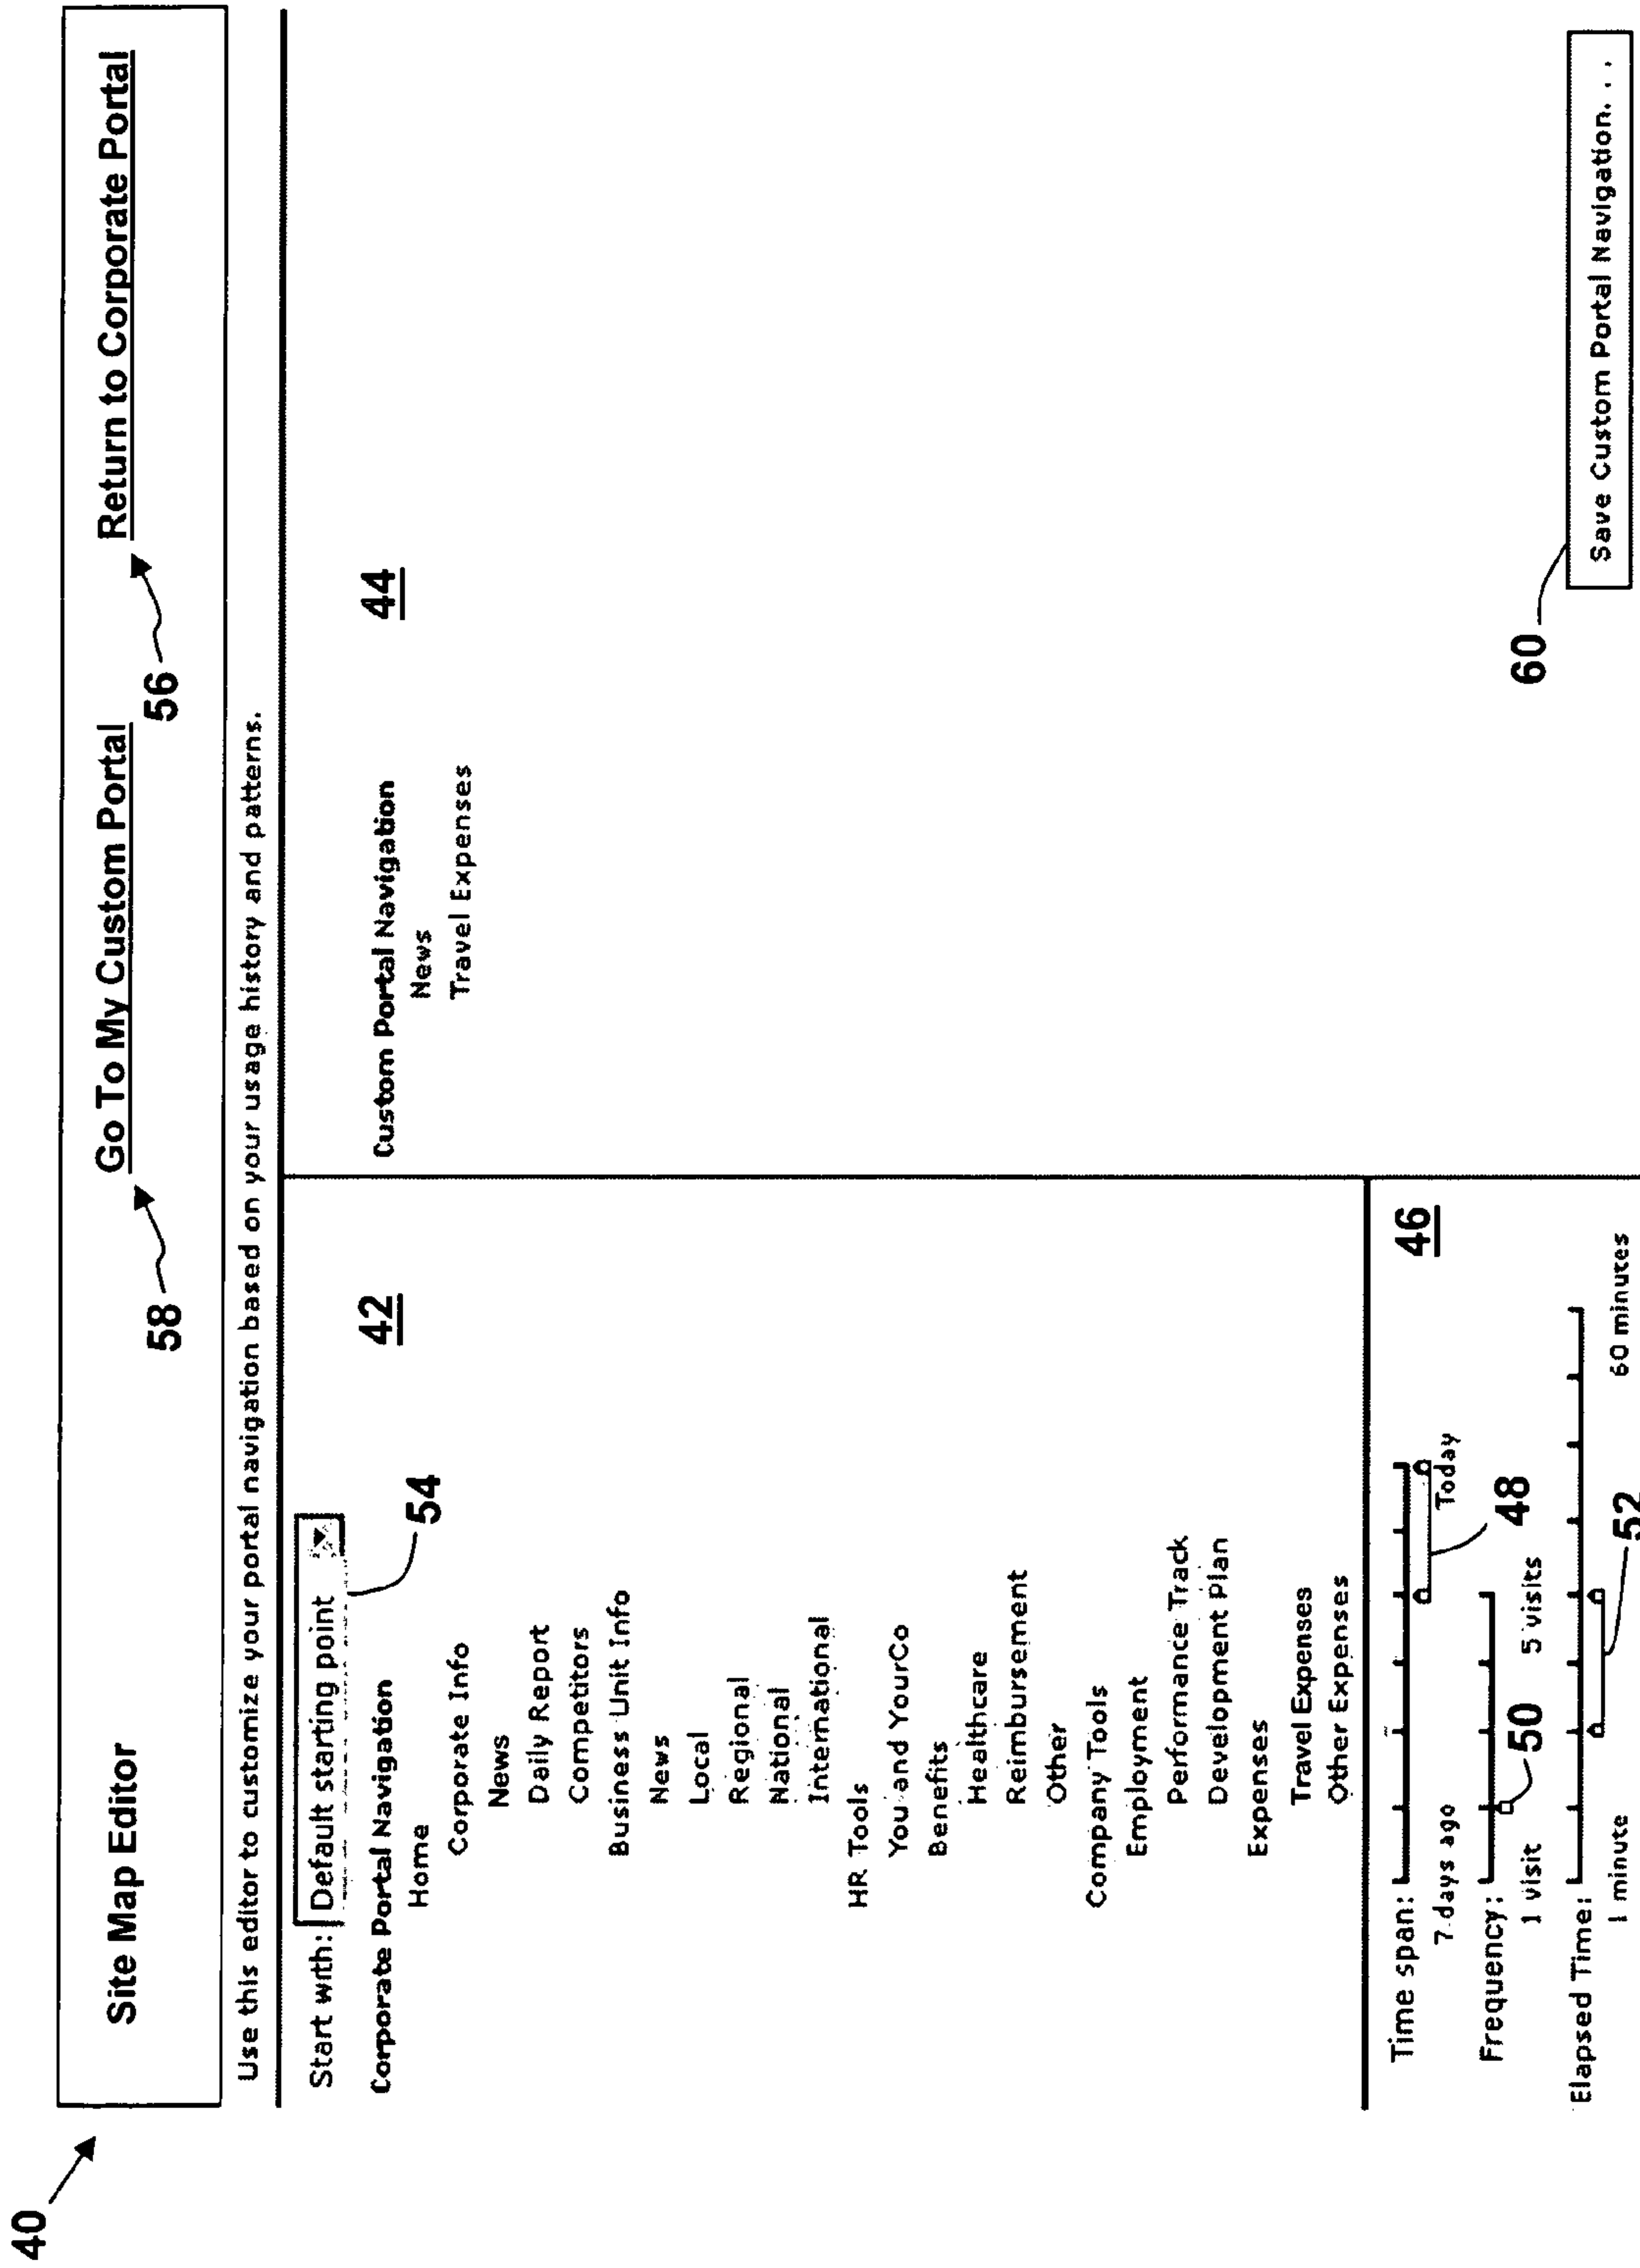 40
Site Map Editor
Go To My Custom Portal
Return to Corporate Portal
58
56
Use this editor to customize your portal navigation based on your usage history and patterns.
Start with: Default starting point
54
42
Corporate Portal Navigation
Home
Corporate Info
News
Daily Report
Competitors
Business Unit Info
News
Local
Regional
National
International
HR Tools
You and YourCo
Benefits
Healthcare
Reimbursement
Other
Company Tools
Employment
Performance Track
Development Plan
Expenses
Travel Expenses
Other Expenses
44
Custom Portal Navigation
News
Travel Expenses
46
Time span:
7 days ago
Today
48
Frequency:
1 visit
50
5 visits
Elapsed Time:
1 minute
52
60 minutes
60
Save Custom Portal Navigation. . .